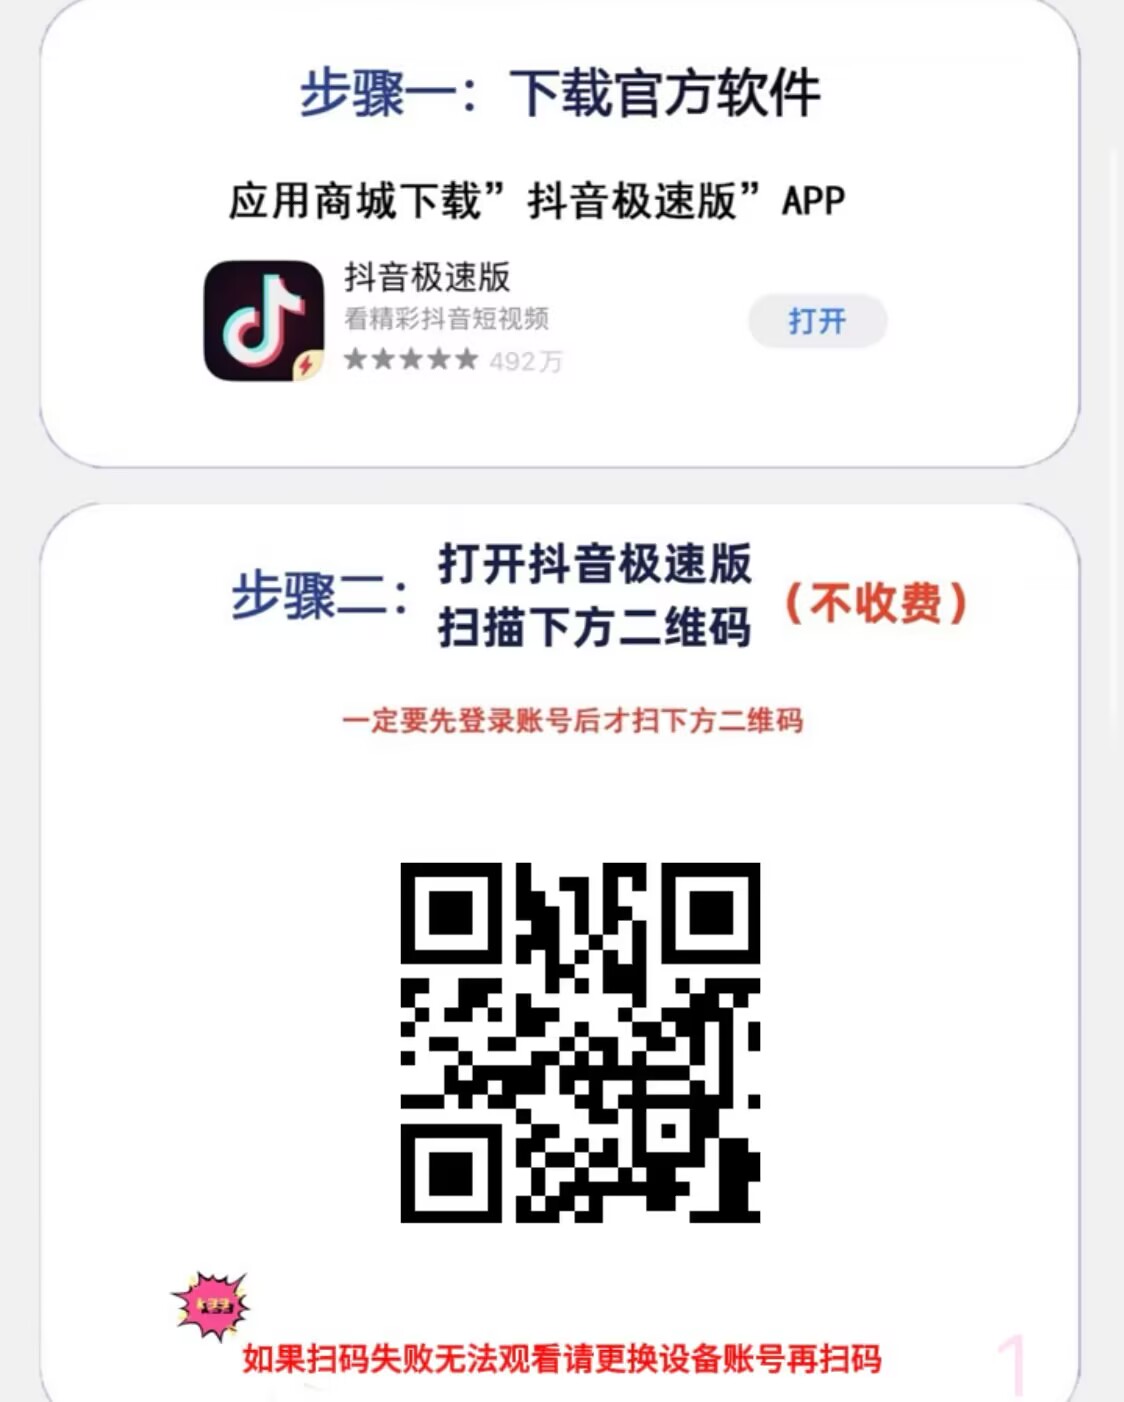 步骤一：下载官方软件
应用商城下载”抖音极速版”APP
抖音极速版
看精彩抖音短视频
492万
打开
步骤二：
打开抖音极速版
扫描下方二维码
（不收费）
一定要先登录账号后才扫下方二维码
如果扫码失败无法观看请更换设备账号再扫码
1